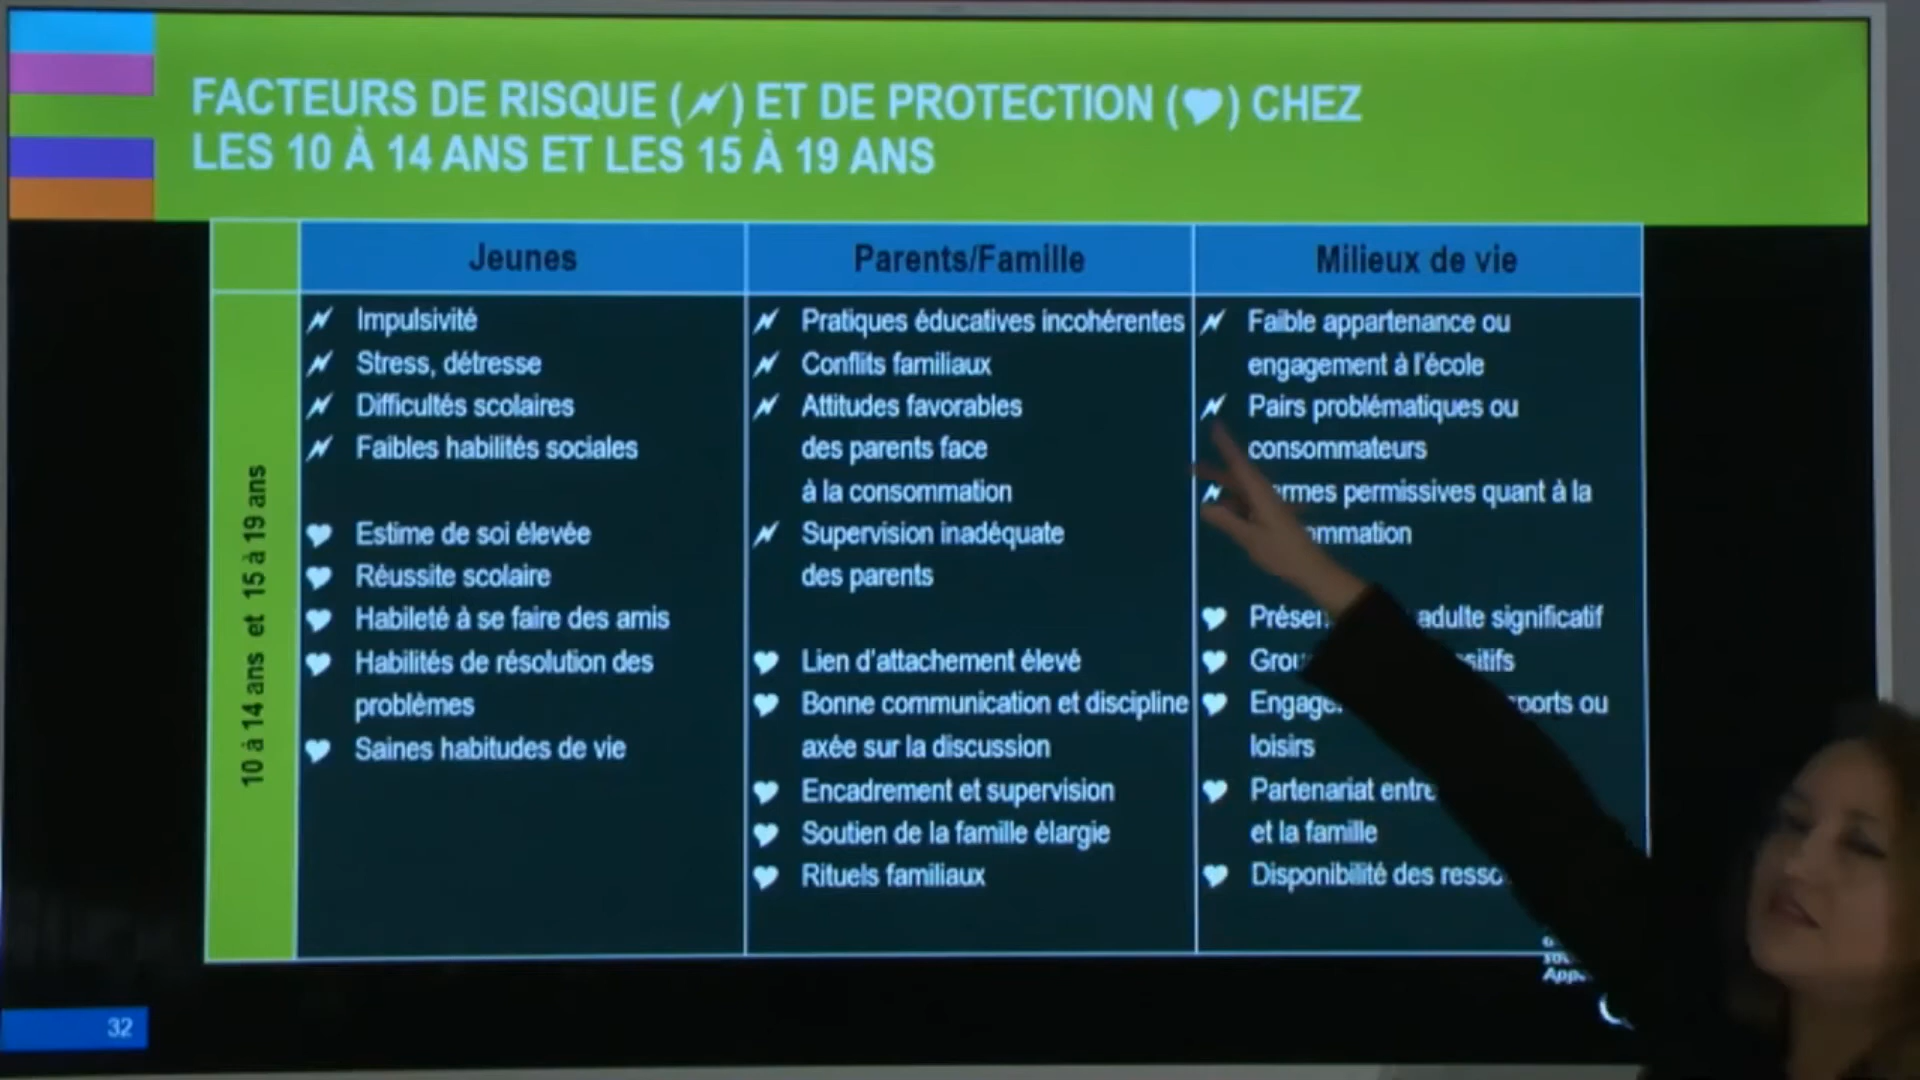 FACTEURS DE RISQUE ( ) ET DE PROTECTION ( ) CHEZ
LES 10 À 14 ANS ET LES 15 À 19 ANS
Jeunes
Parents/Famille
Milieux de vie
10 à 14 ans et 15 à 19 ans
Impulsivité
Stress, détresse
Difficultés scolaires
Faibles habilités sociales
Estime de soi élevée
Réussite scolaire
Habileté à se faire des amis
Habilités de résolution des
problèmes
Saines habitudes de vie
Pratiques éducatives incohérentes
Conflits familiaux
Attitudes favorables
des parents face
à la consommation
Supervision inadéquate
des parents
Lien d'attachement élevé
Bonne communication et discipline
axée sur la discussion
Encadrement et supervision
Soutien de la famille élargie
Rituels familiaux
Faible appartenance ou
engagement à l'école
Pairs problématiques ou
consommateurs
permissives quant à la
adulte significatif
ou
loisirs
Partenariat entre
et la famille
Disponibilité des
32